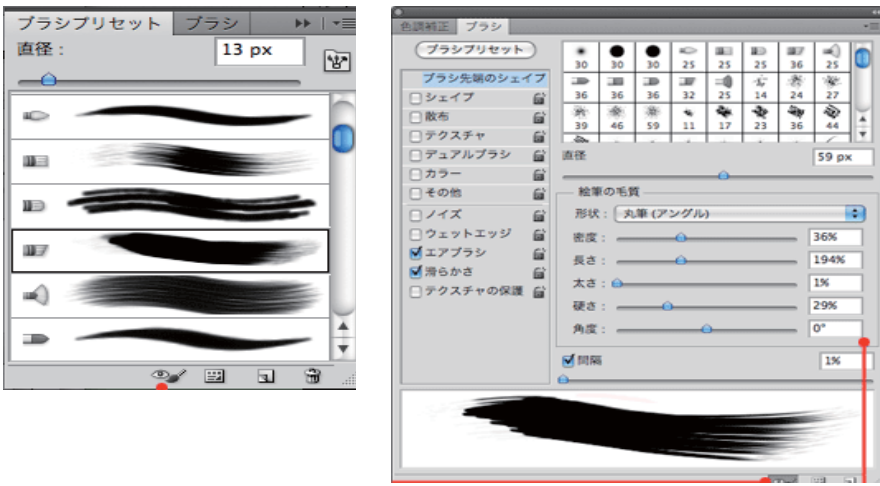 ブラシプリセット ブラシ
直径： 13 px
色調補正 ブラシ
ブラシプリセット
30 30 30 25 25 25 36 25
36 36 36 32 25 14 24 27
39 46 59 11 17 23 36 44
ブラシ先端のシェイプ
シェイプ
散布
テクスチャ
デュアルブラシ
カラー
その他
ノイズ
ウェットエッジ
エアブラシ
滑らかさ
テクスチャの保護
直径 59 px
絵筆の毛質
形状： 丸筆 (アングル)
密度： 36%
長さ： 194%
太さ： 1%
硬さ： 29%
角度： 0°
間隔 1%